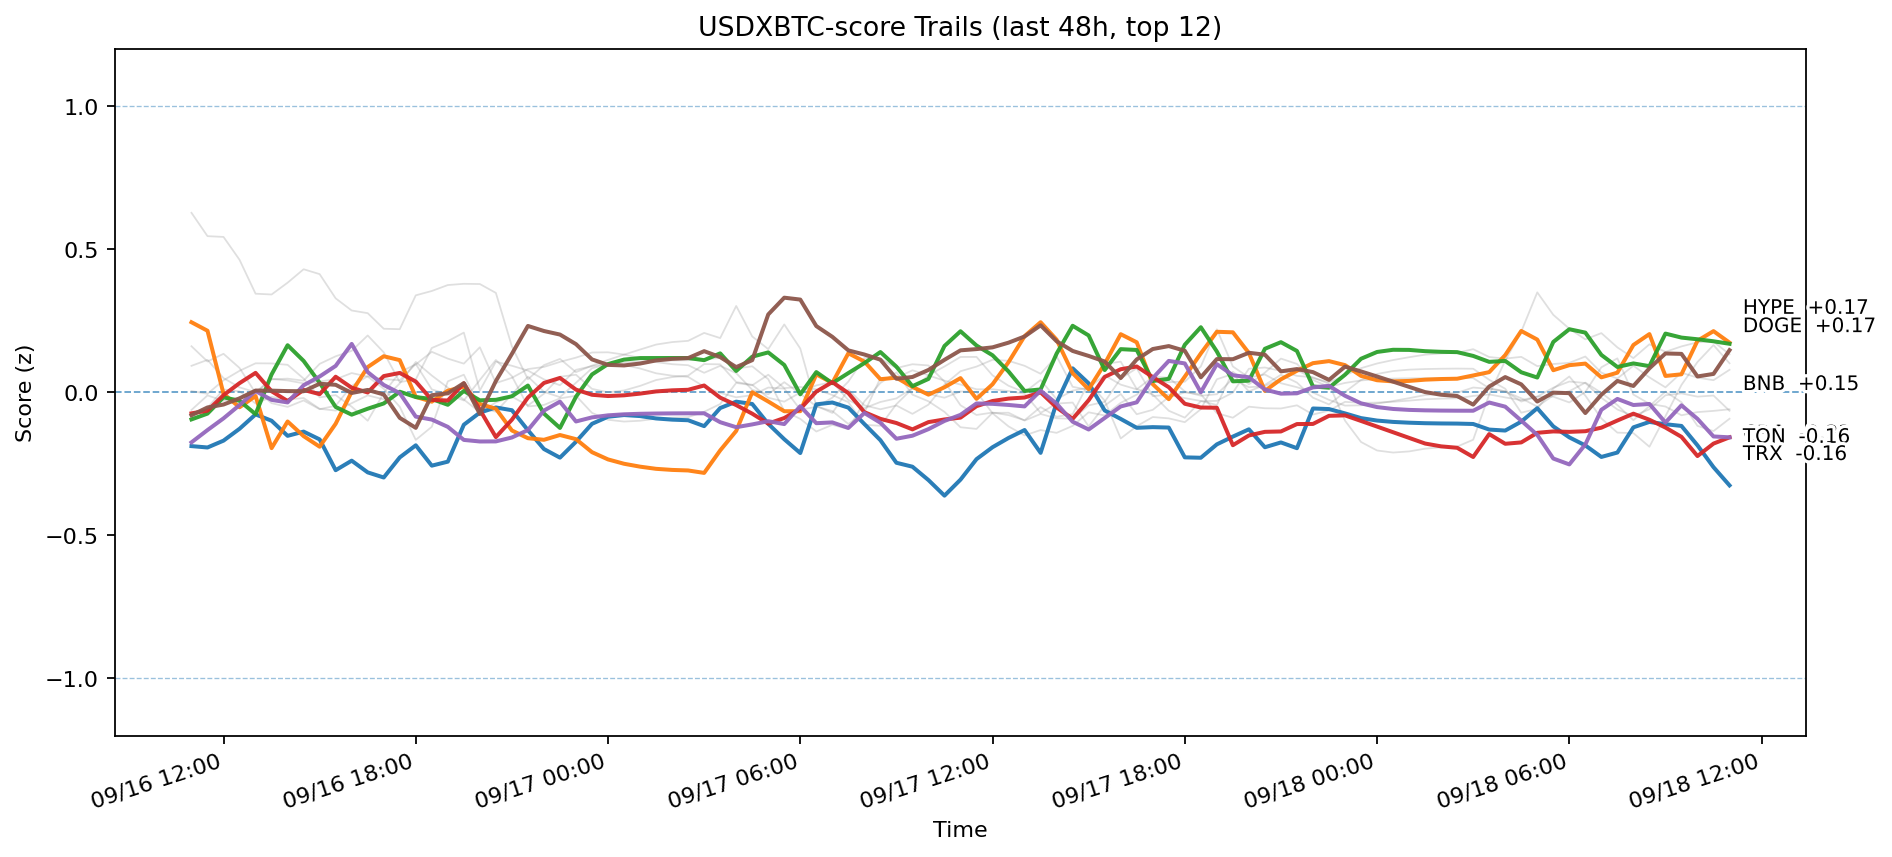 USDXBTC-score Trails (last 48h, top 12)
Score (z)
1.0
0.5
0.0
−0.5
−1.0
HYPE +0.17
DOGE +0.17
BNB +0.15
TON -0.16
TRX -0.16
09/16 12:00
09/16 18:00
09/17 00:00
09/17 06:00
09/17 12:00
09/17 18:00
09/18 00:00
09/18 06:00
09/18 12:00
Time